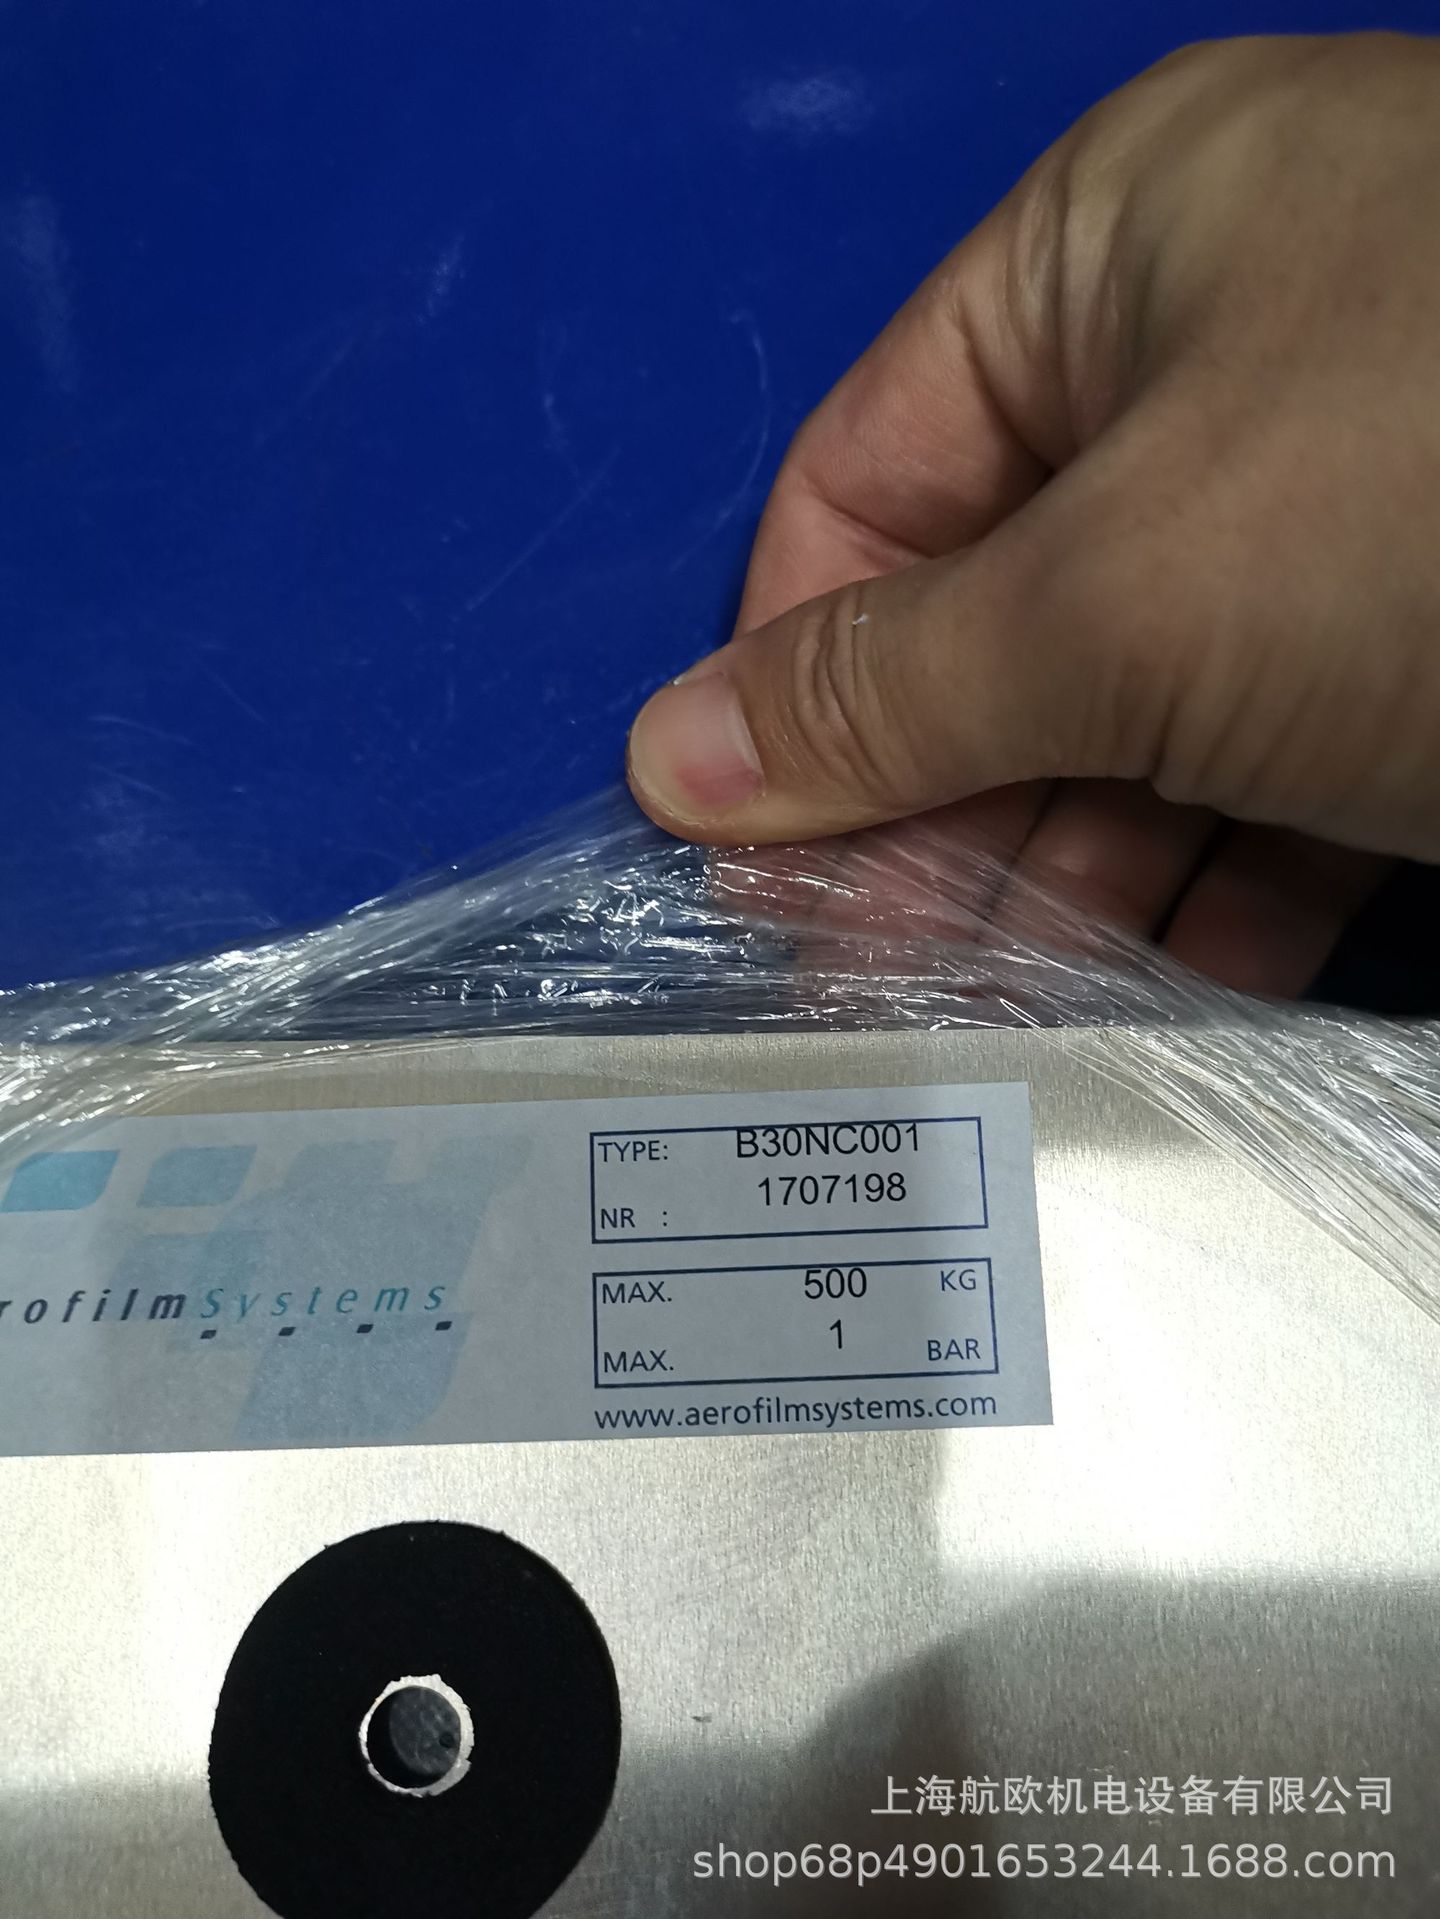 TYPE: B30NC001
1707198
NR :
rofilmSystems
MAX. 500 KG
1
MAX. BAR
www.aerofilmsystems.com
上海航欧机电设备有限公司
shop68p4901653244.1688.com